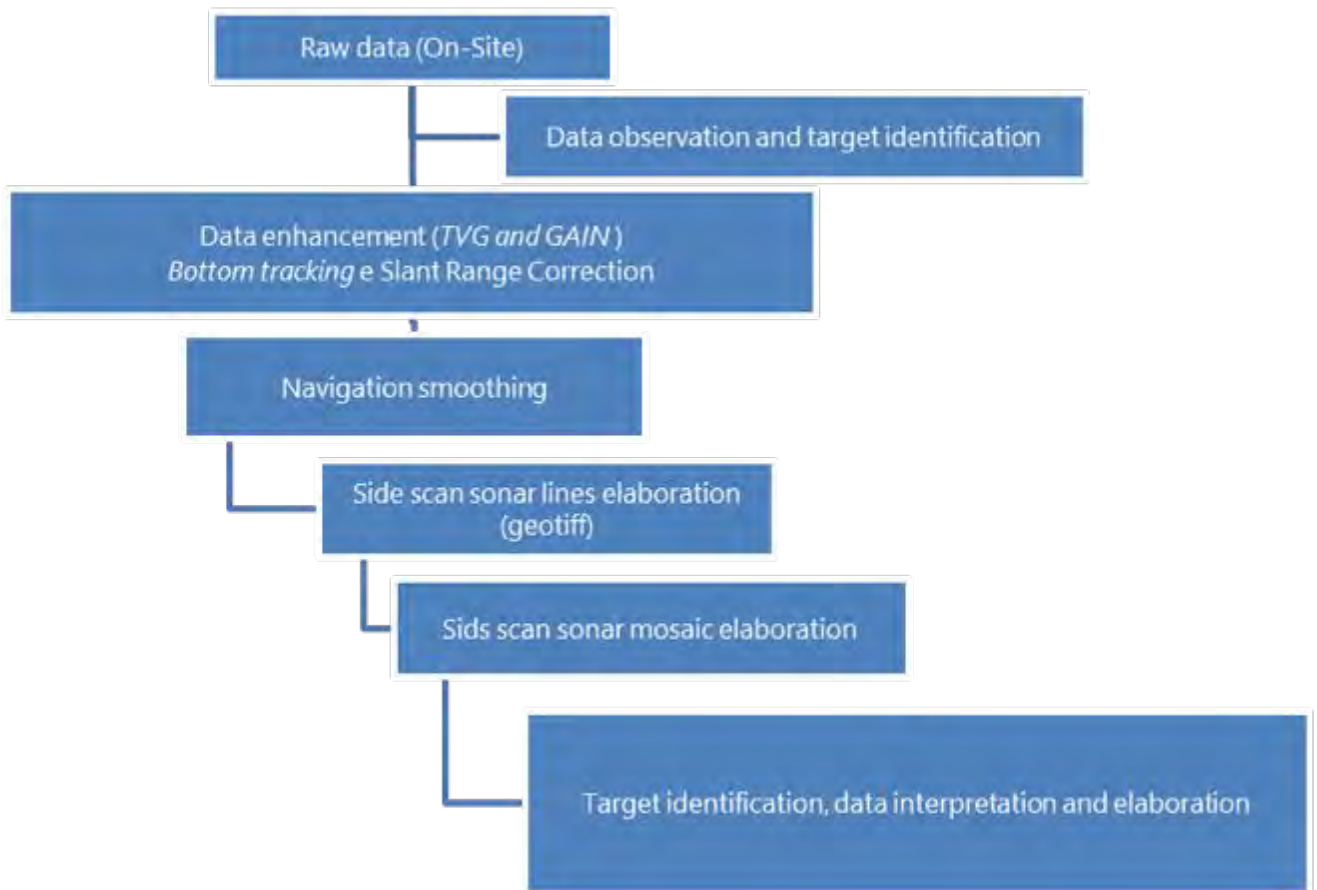 Raw data (On-Site)
Data observation and target identification
Data enhancement (TVG and GAIN )
Bottom tracking e Slant Range Correction
Navigation smoothing
Side scan sonar lines elaboration
(geotiff)
Sids scan sonar mosaic elaboration
Target identification, data interpretation and elaboration